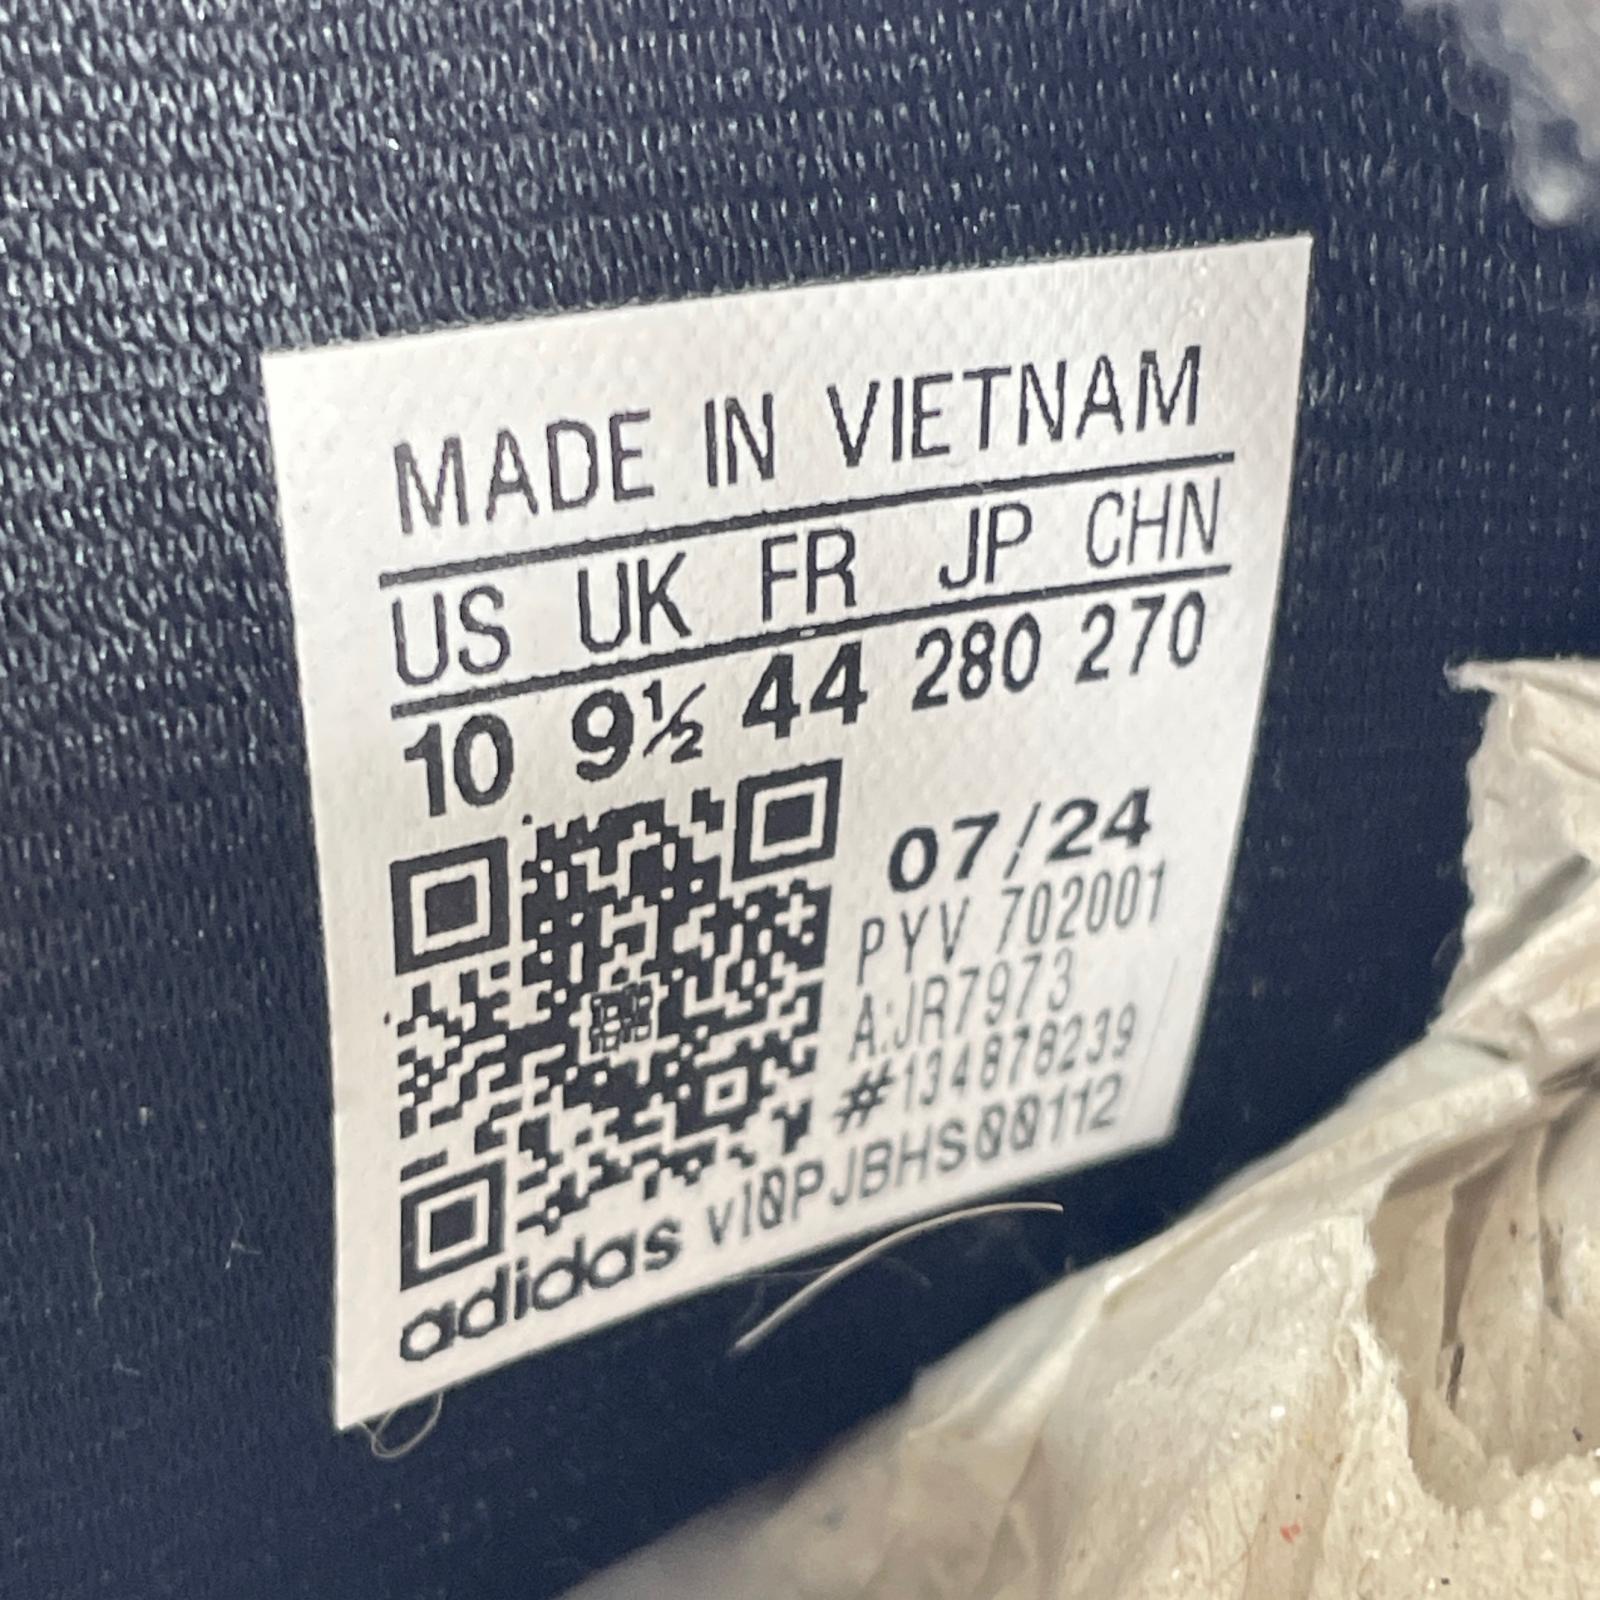 MADE IN VIETNAM
US UK FR JP CHN
10 9½ 44 280 270
07/24
PYV 702001
A:JR7973
#134878239
adidas v10PJBHS00112